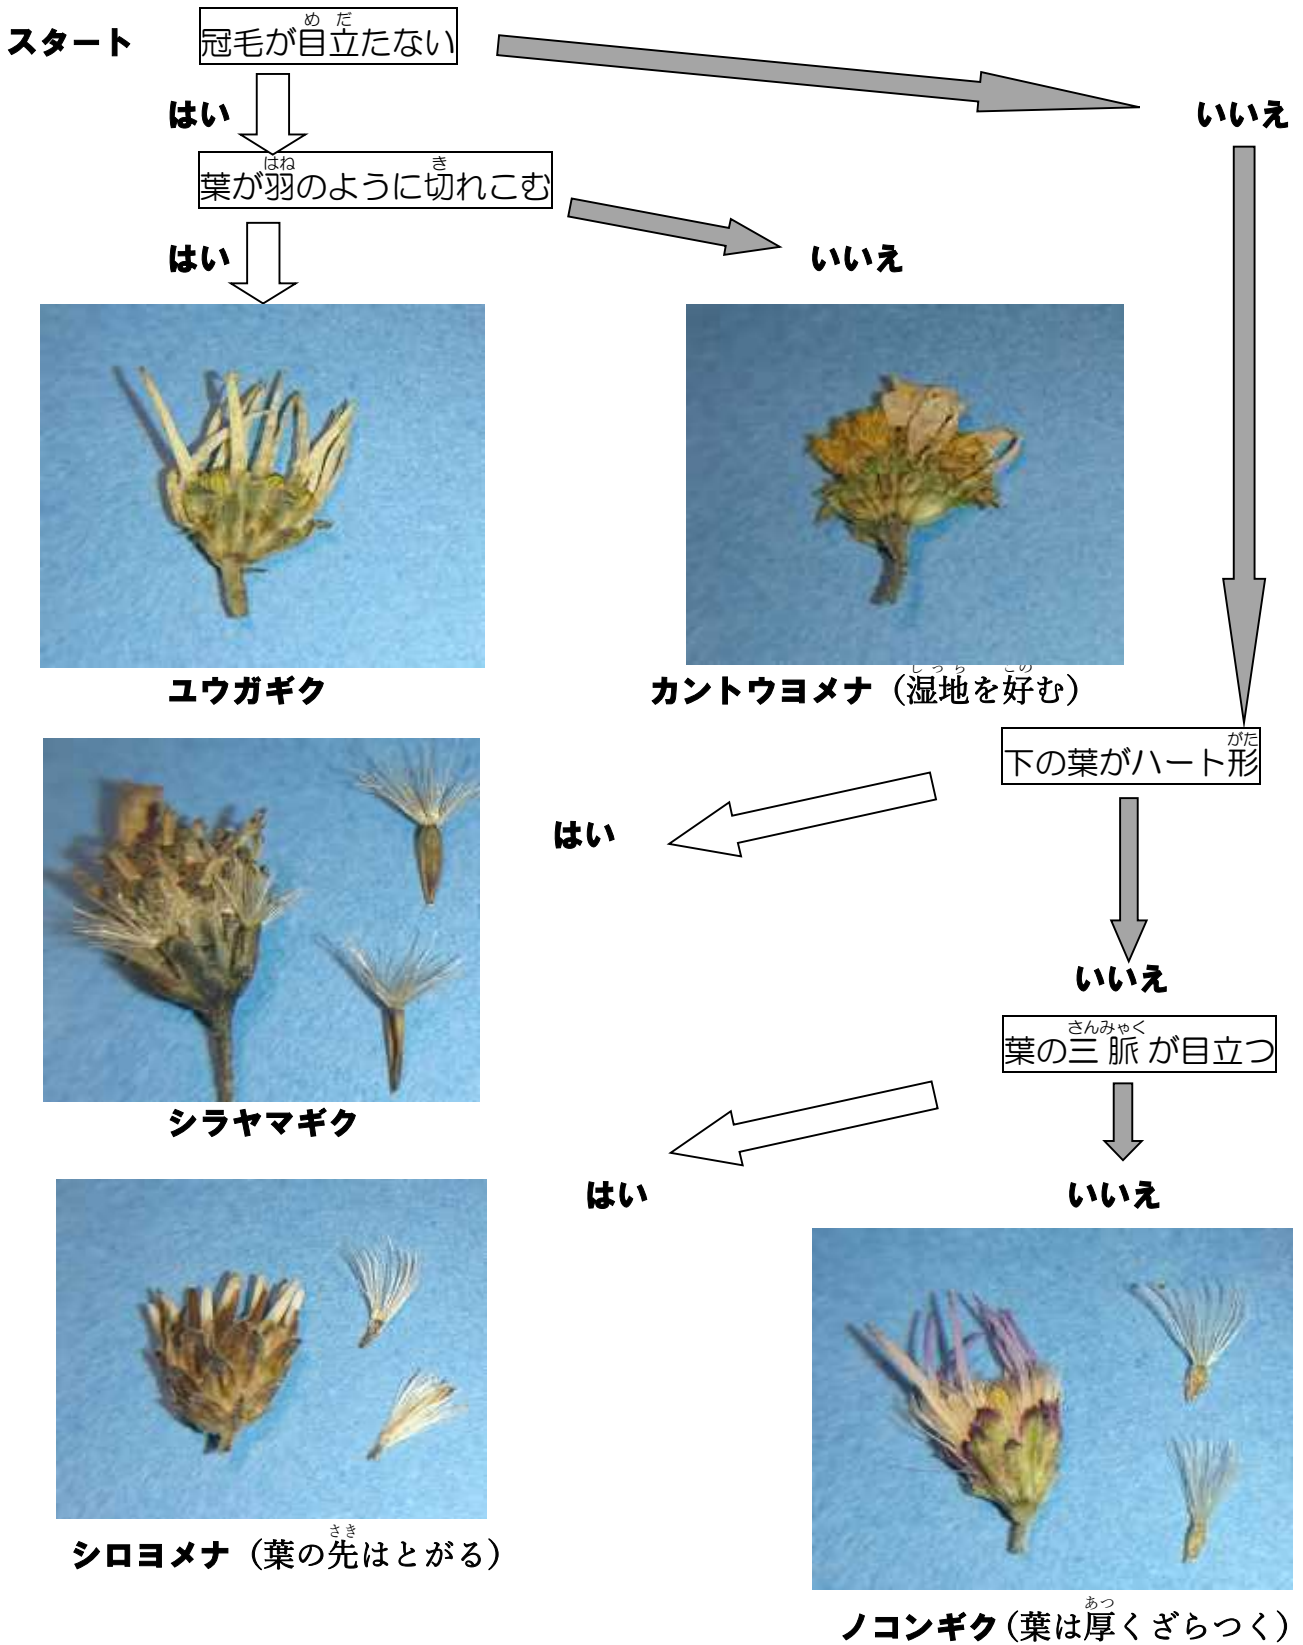 スタート
冠毛が目立たない
めだ
はい
いいえ
葉が羽のように切れこむ
はね
き
はい
いいえ
ユウガギク
カントウヨメナ（湿地を好む）
しっち
この
下の葉がハート形
がた
はい
いいえ
シラヤマギク
葉の三脈が目立つ
さんみゃく
はい
いいえ
シロヨメナ（葉の先はとがる）
さき
ノコンギク（葉は厚くざらつく）
あつ